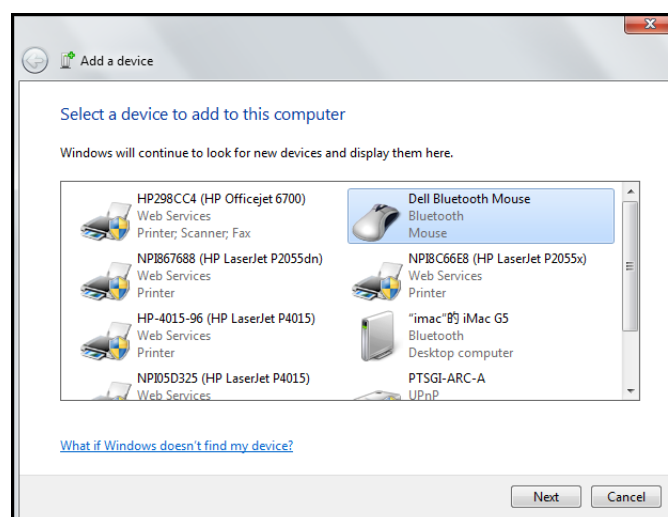 Add a device
Select a device to add to this computer
Windows will continue to look for new devices and display them here.
HP298CC4 (HP Officejet 6700)
Web Services
Printer; Scanner; Fax
Dell Bluetooth Mouse
Bluetooth
Mouse
NPI867688 (HP LaserJet P2055dn)
Web Services
Printer
NPI8C66E8 (HP LaserJet P2055x)
Web Services
Printer
HP-4015-96 (HP LaserJet P4015)
Web Services
Printer
"imac"的 iMac G5
Bluetooth
Desktop computer
NPI05D325 (HP LaserJet P4015)
Web Services
PTSGI-ARC-A
UPnP
What if Windows doesn't find my device?
Next
Cancel